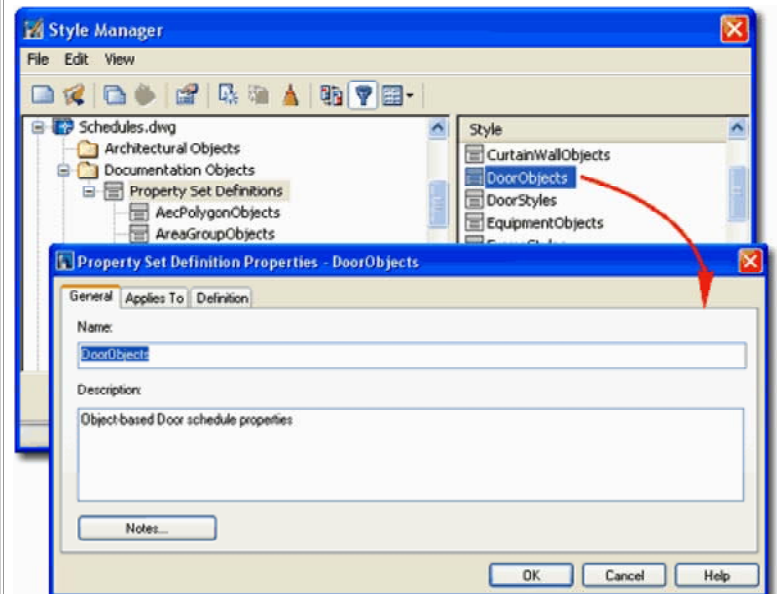 Style Manager
File Edit View
Schedules.dwg
Architectural Objects
Documentation Objects
Property Set Definitions
AecPolygonObjects
AreaGroupObjects
Style
CurtainWallObjects
DoorObjects
DoorStyles
EquipmentObjects
Property Set Definition Properties - DoorObjects
General Applies To Definition
Name:
DoorObjects
Description:
Object-based Door schedule properties
Notes...
OK Cancel Help